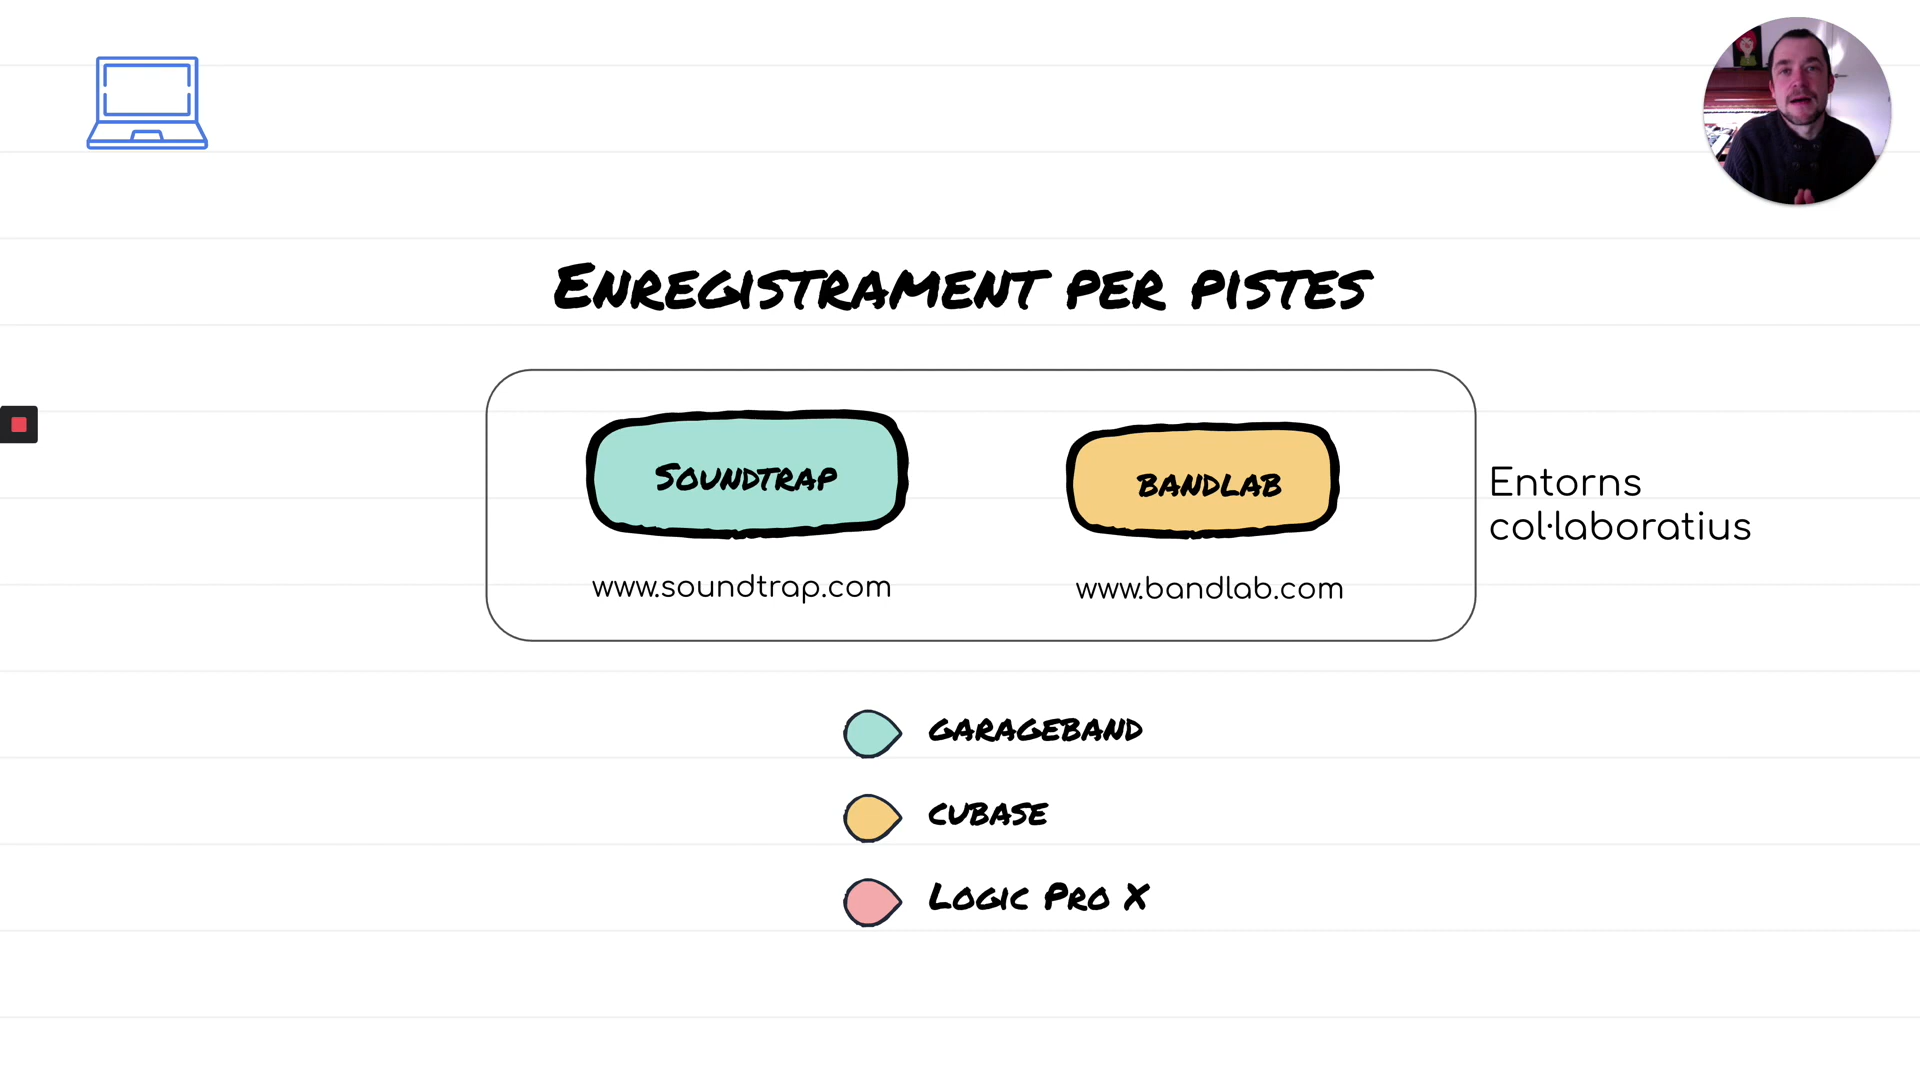 Enregistrament per pistes
Soundtrap
bandlab
www.soundtrap.com
www.bandlab.com
Entorns
col·laboratius
garageband
cubase
Logic Pro X